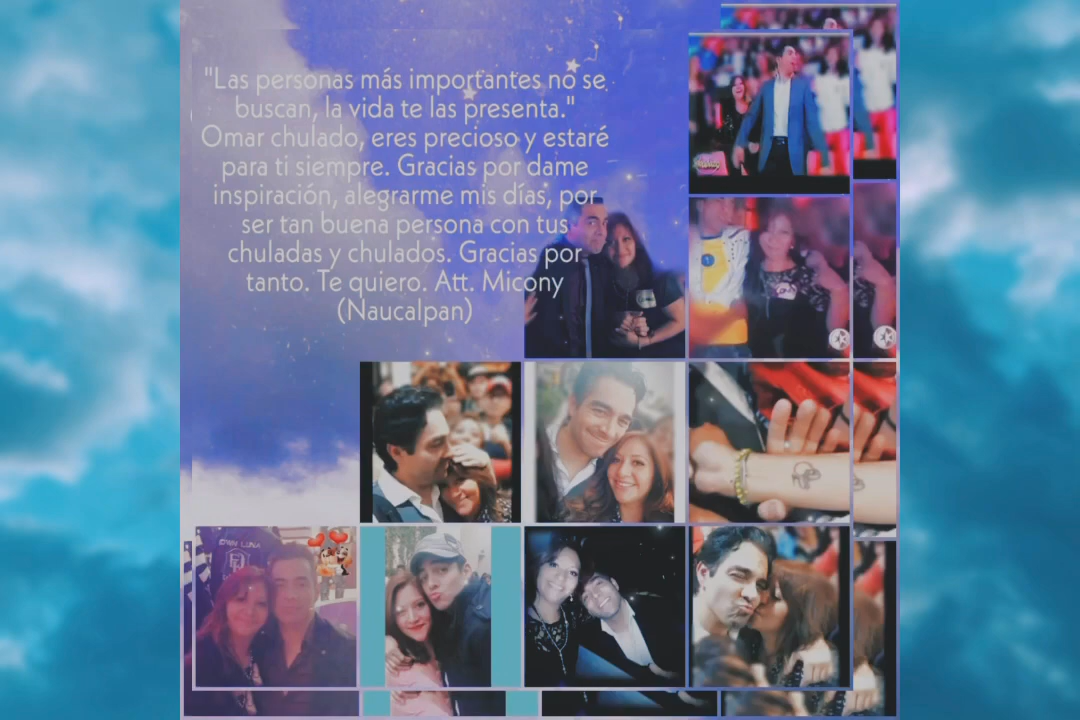 "Las personas más importantes no se
buscan, la vida te las presenta."
Omar chulado, eres precioso y estaré
para ti siempre. Gracias por dame
inspiración, alegrarme mis días, por
ser tan buena persona con tus
chuladas y chulados. Gracias por
tanto. Te quiero. Att. Micony
(Naucalpan)